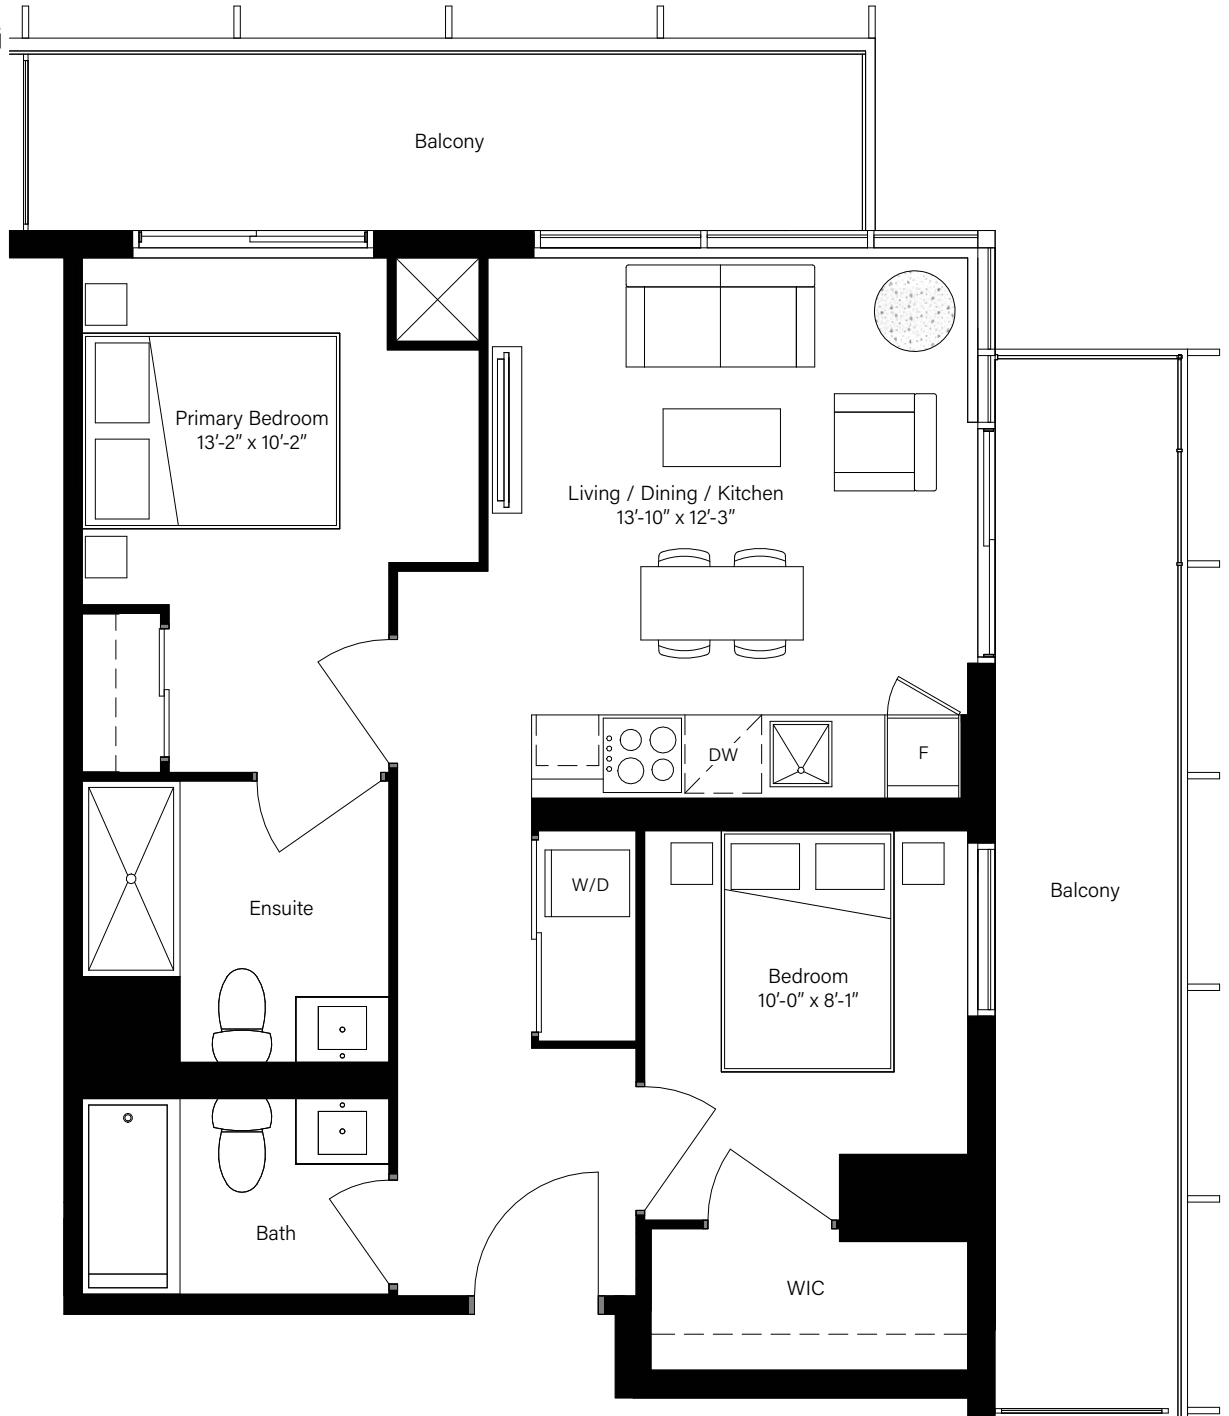 Balcony
Primary Bedroom
13'-2" x 10'-2"
Living / Dining / Kitchen
13'-10" x 12'-3"
DW
F
W/D
Balcony
Ensuite
Bedroom
10'-0" x 8'-1"
Bath
WIC